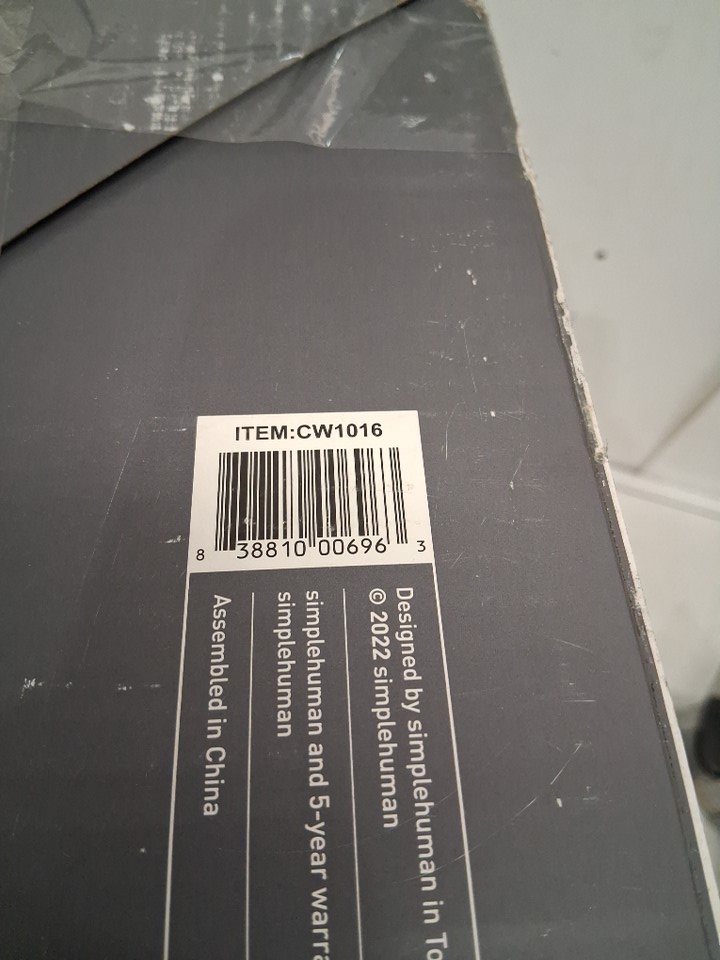 ITEM:CW1016
8 38810 00696 3
Designed by simplehuman in
© 2022 simplehuman
simplehuman and 5-year
simplehuman
Assembled in China